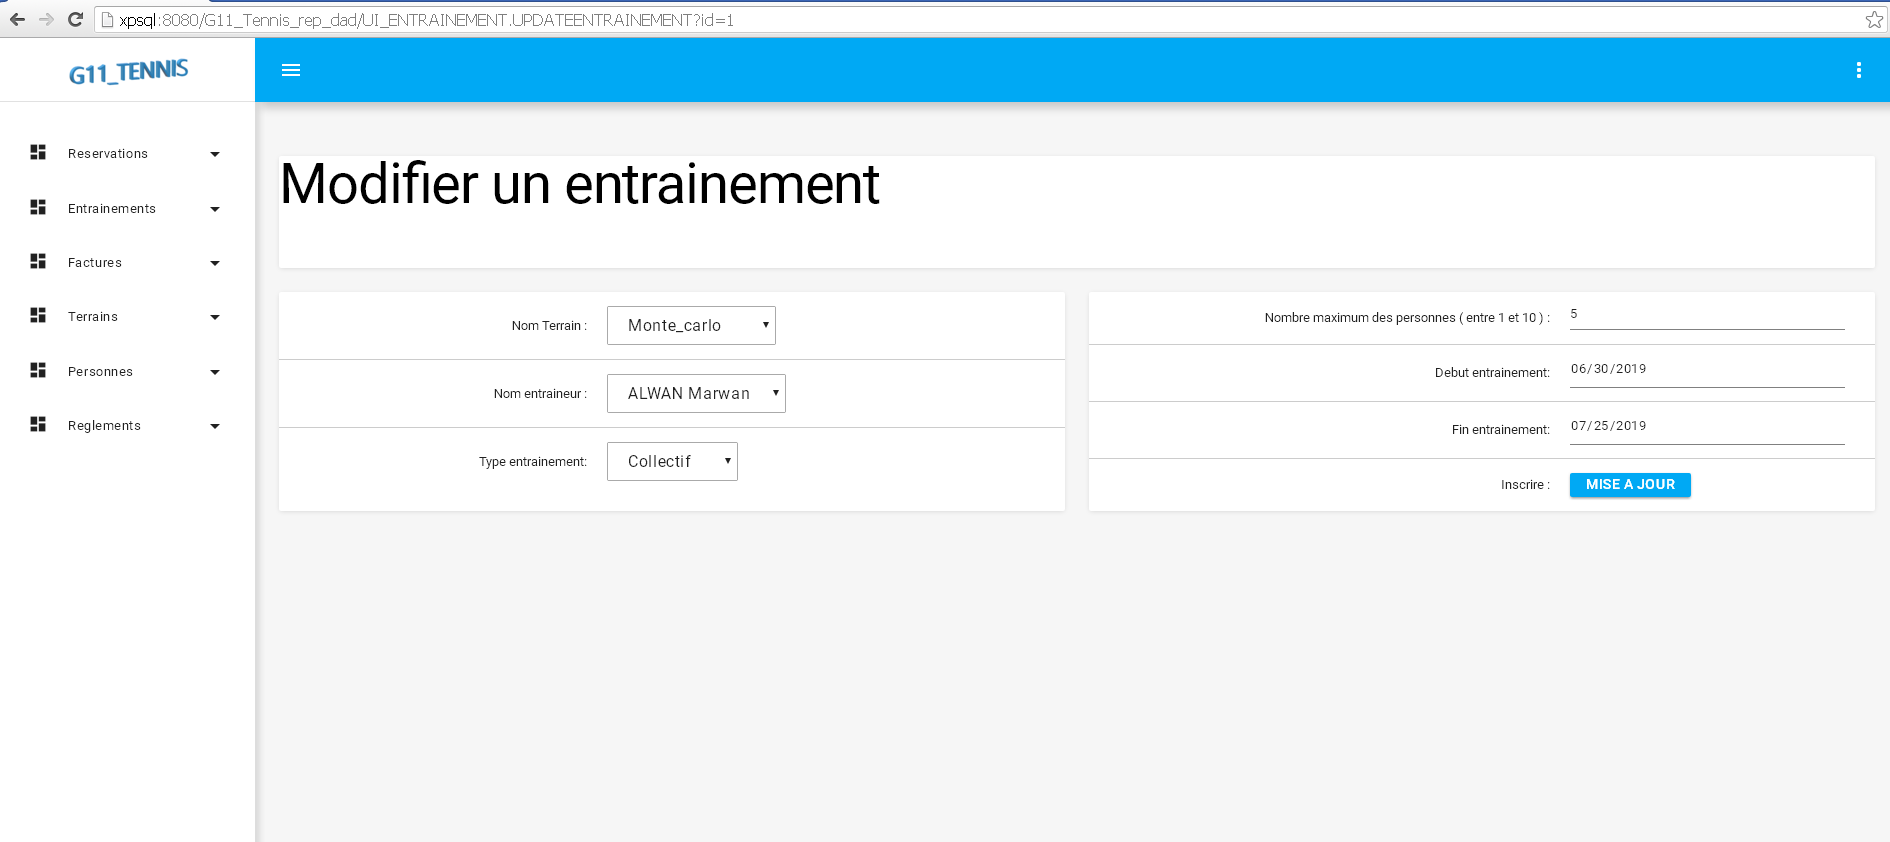 xpsql:8080/G11_Tennis_rep_dad/UI_ENTRAINEMENT.UPDATEENTRAINEMENT?id=1
G11_TENNIS
Reservations
Entrainements
Factures
Terrains
Personnes
Reglements
Modifier un entrainement
Nom Terrain : Monte_carlo
Nom entraineur : ALWAN Marwan
Type entrainement: Collectif
Nombre maximum des personnes ( entre 1 et 10 ) : 5
Debut entrainement: 06/30/2019
Fin entrainement: 07/25/2019
Inscrire : MISE A JOUR